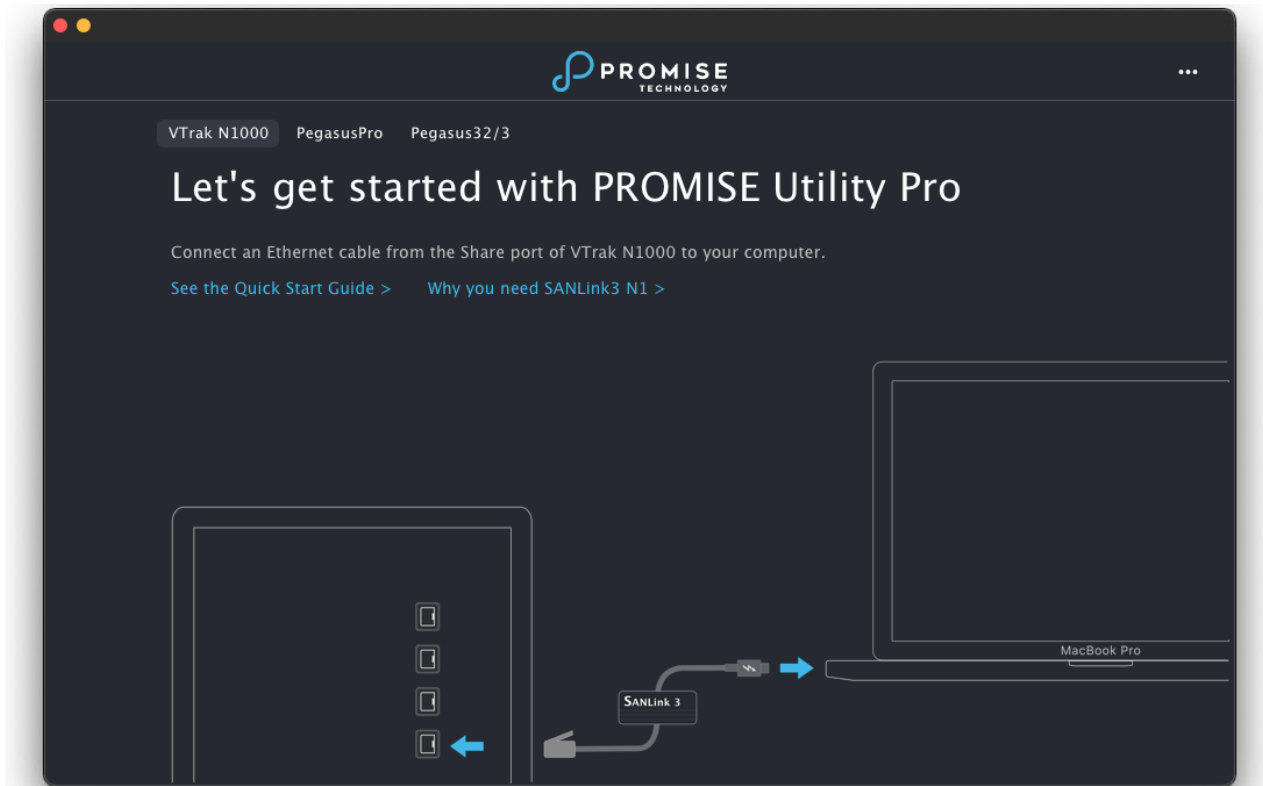 PROMISE
TECHNOLOGY
•••
VTrak N1000 PegasusPro Pegasus32/3
Let's get started with PROMISE Utility Pro
Connect an Ethernet cable from the Share port of VTrak N1000 to your computer.
See the Quick Start Guide > Why you need SANLink3 N1 >
MacBook Pro
SANLink 3